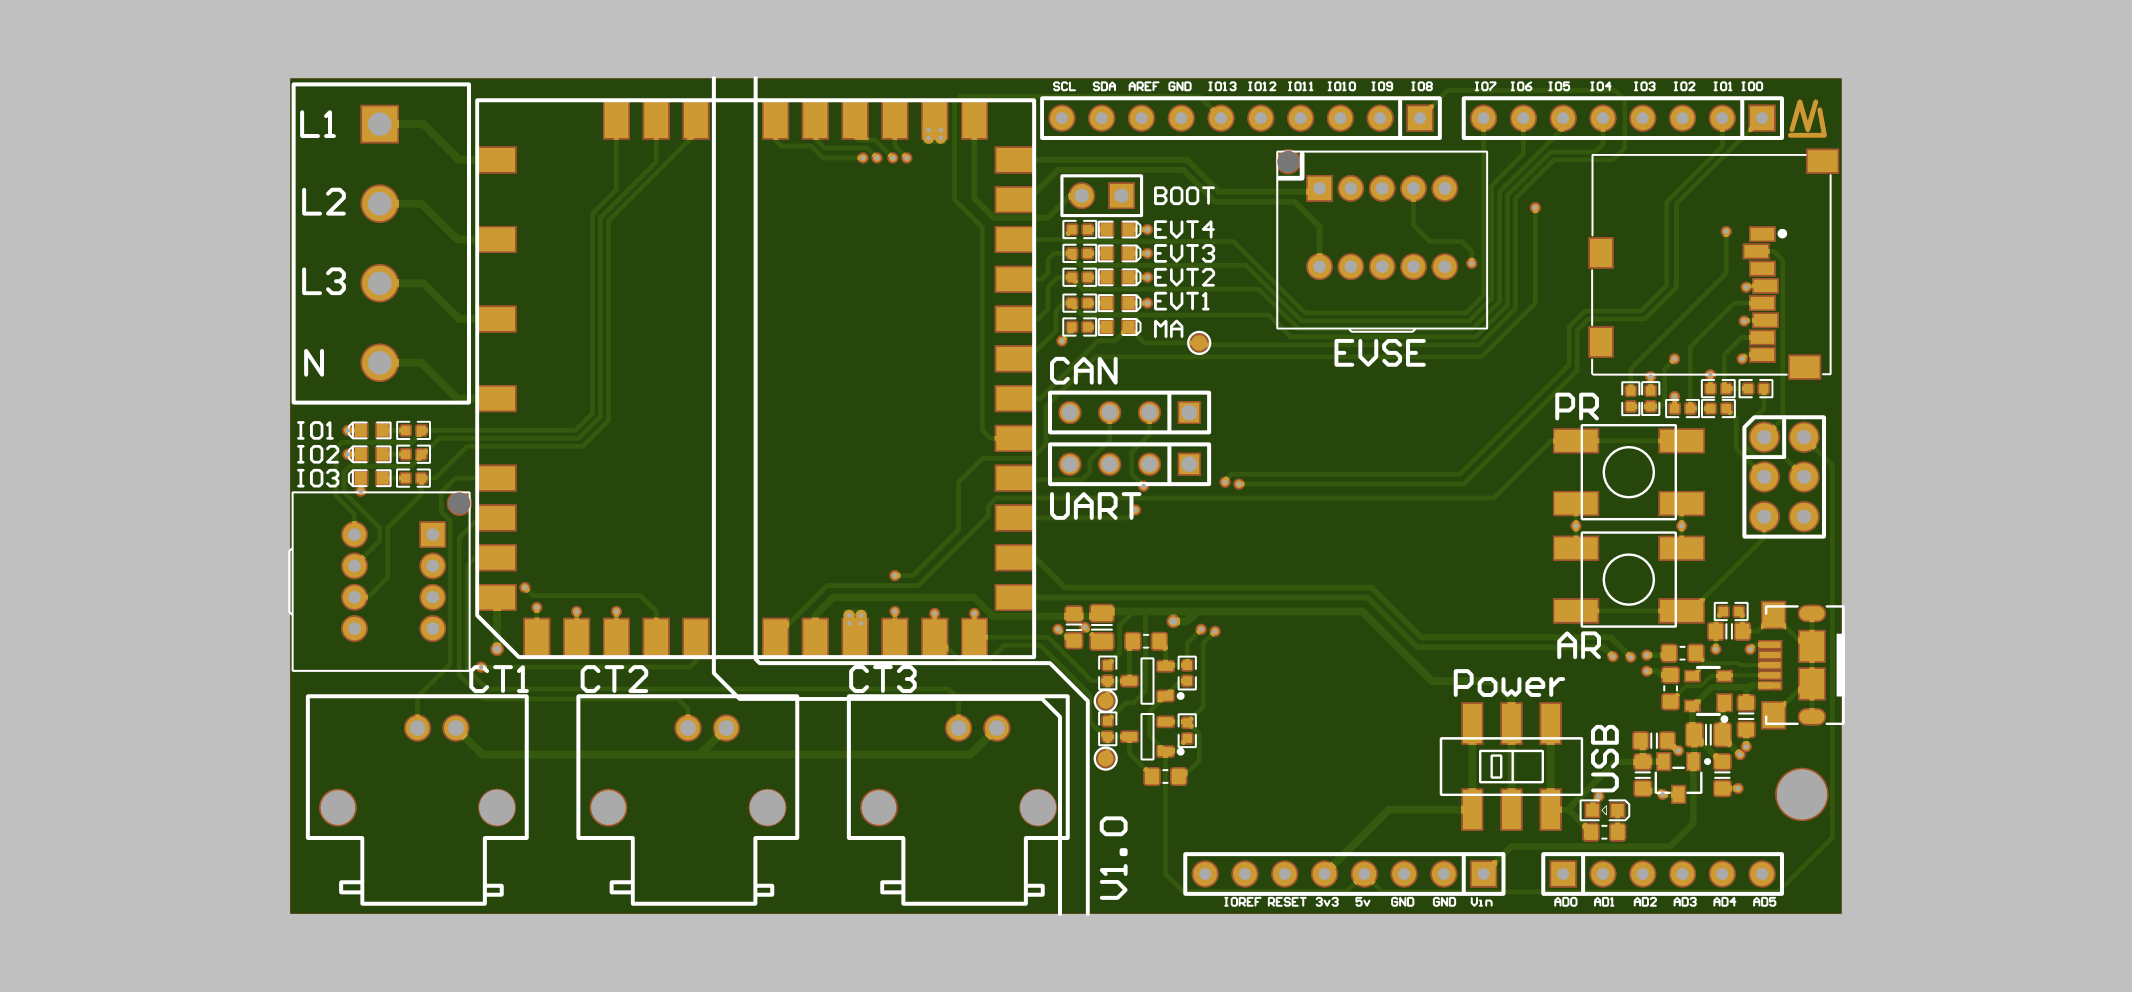 SCL SDA AREF GND IO13 IO12 IO11 IO10 IO9 IO8 IO7 IO6 IO5 IO4 IO3 IO2 IO1 IO0
L1
L2
L3
N
BOOT
EVT4
EVT3
EVT2
EVT1
MA
EVSE
CAN
UART
PR
AR
IO1
IO2
IO3
CT1 CT2 CT3
Power
USB
V1.0
IOREF RESET 3v3 5v GND GND Vin AD0 AD1 AD2 AD3 AD4 AD5